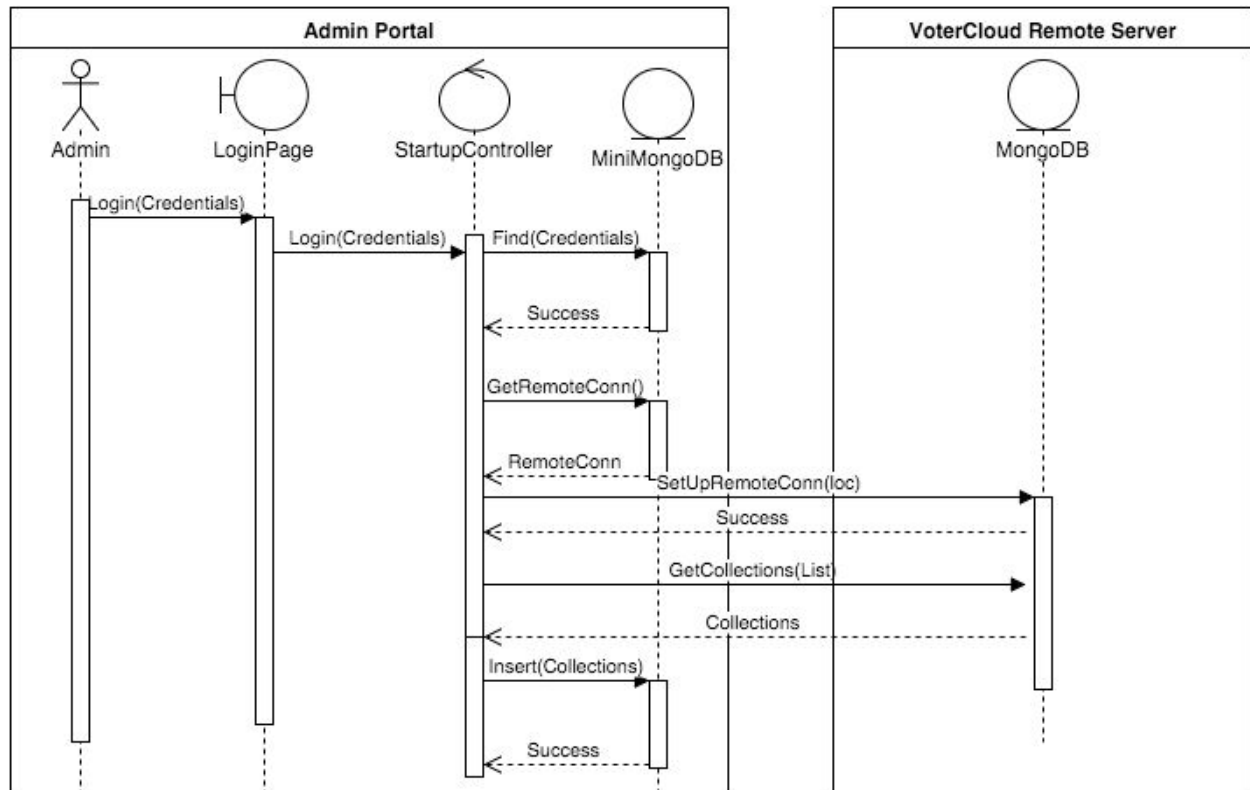 Admin Portal
VoterCloud Remote Server
Admin
LoginPage
StartupController
MiniMongoDB
MongoDB
Login(Credentials)
Login(Credentials)
Find(Credentials)
Success
GetRemoteConn()
RemoteConn
SetUpRemoteConn(loc)
Success
GetCollections(List)
Collections
Insert(Collections)
Success